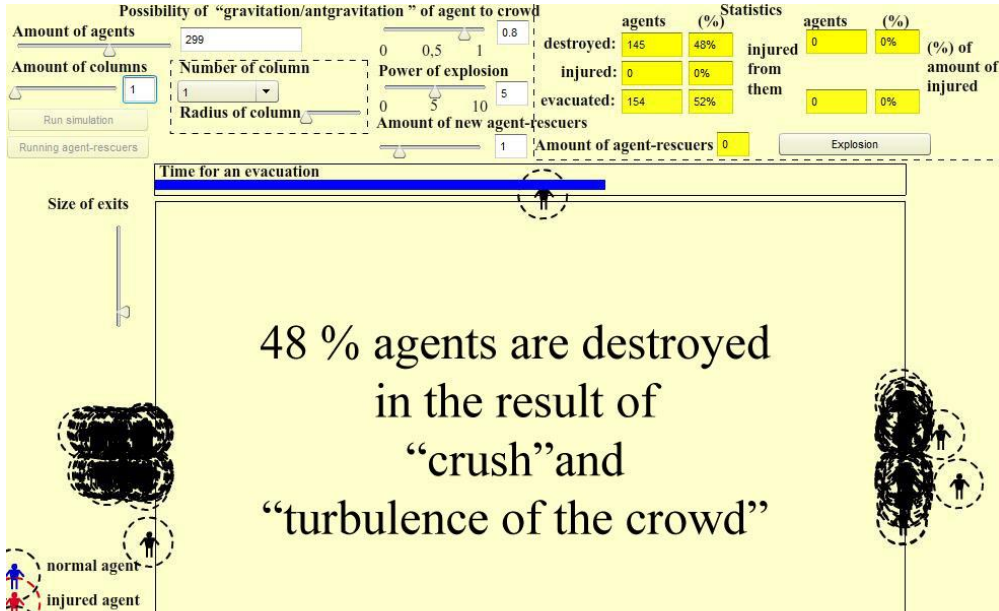 Possibility of “gravitation/antgravitation ” of agent to crowd
Statistics
Amount of agents
299
0 0,5 1
0.8
agents (%) agents (%)
destroyed: 145 48% injured 0 0% (%) of
Amount of columns Number of column Power of explosion injured: 0 0% from amount of
1 1 0 5 10 5 them injured
Run simulation Radius of column evacuated: 154 52% 0 0%
Amount of new agent-rescuers
Running agent-rescuers 1 Amount of agent-rescuers 0 Explosion
Time for an evacuation
Size of exits
48 % agents are destroyed
in the result of
“crush”and
“turbulence of the crowd”
normal agent
injured agent